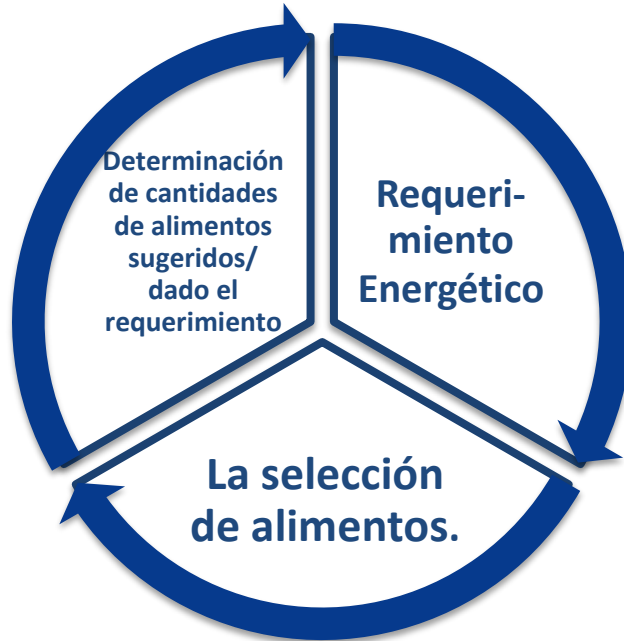 Determinación
de cantidades
de alimentos
sugeridos/
dado el
requerimiento
Requeri-
miento
Energético
La selección
de alimentos.